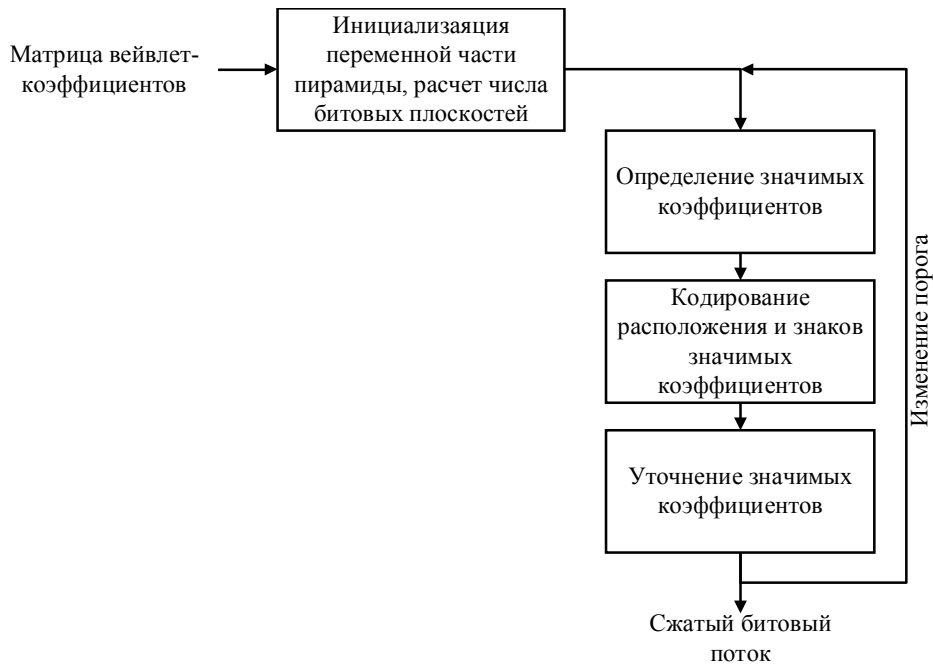 Матрица вейвлет-
коэффициентов
Инициализаяция
переменной части
пирамиды, расчет числа
битовых плоскостей
Определение значимых
коэффициентов
Кодирование
расположения и знаков
значимых
коэффициентов
Изменение порога
Уточнение значимых
коэффициентов
Сжатый битовый
поток